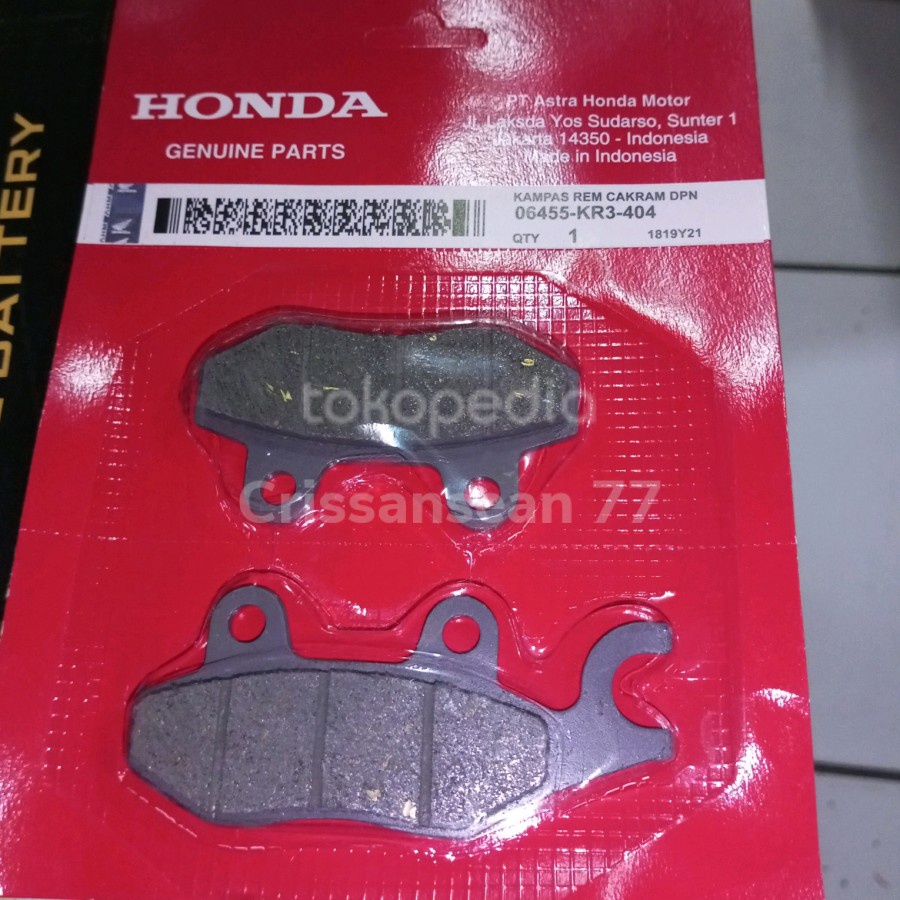 HONDA
GENUINE PARTS
PT Astra Honda Motor
Jl. Laksda Yos Sudarso, Sunter 1
Jakarta 14350 - Indonesia
Made in Indonesia
KAMPAS REM CAKRAM DPN
06455-KR3-404
QTY 1 1819Y21
BATTERY
tokopedia
Crissansean 77